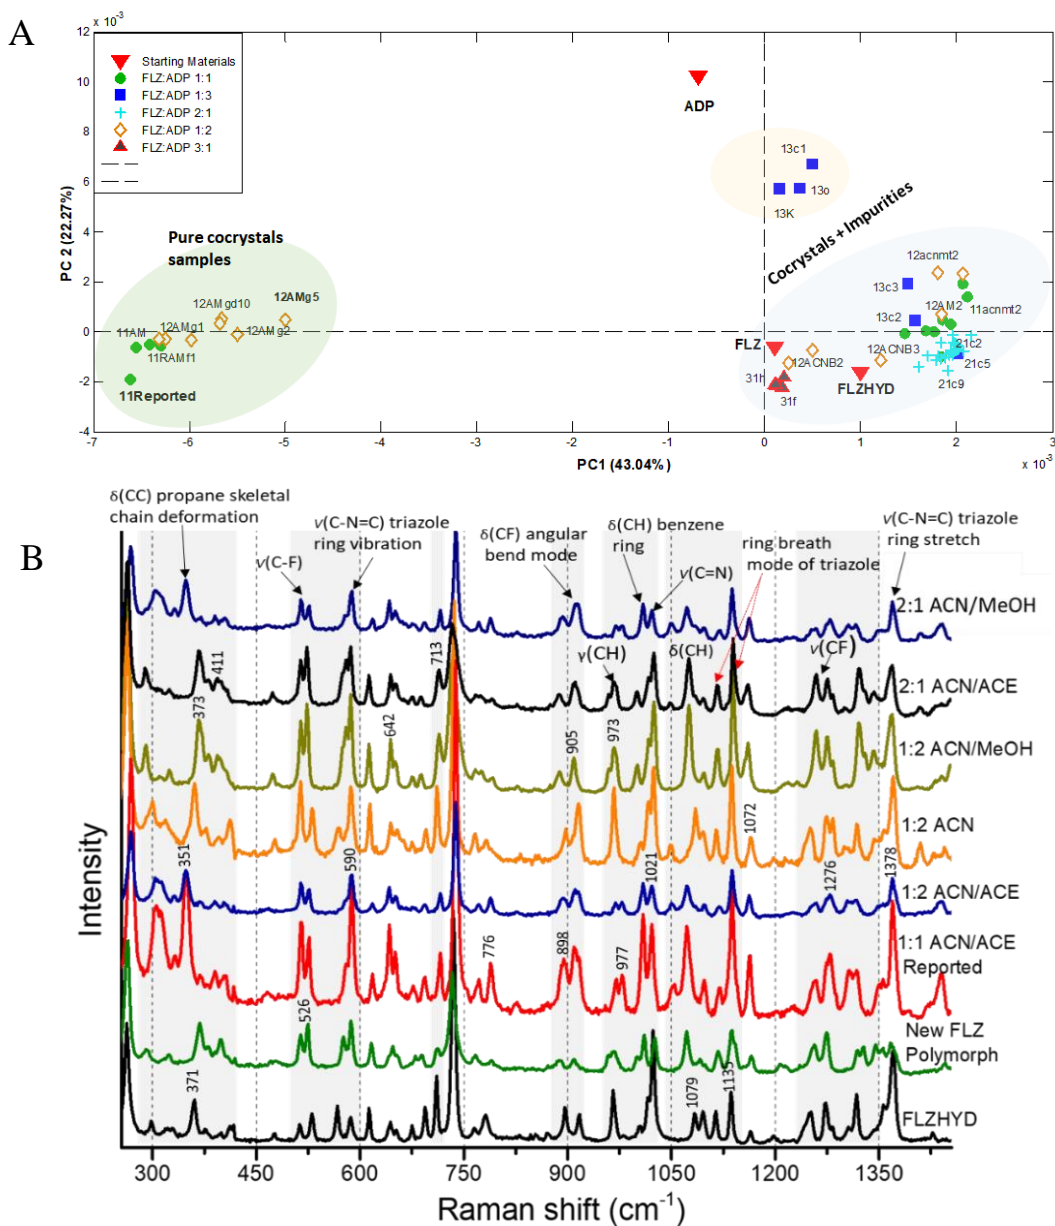 A
× 10⁻³
12
10
8
6
4
2
0
-2
-4
PC 2 (22.27%)
Starting Materials
FLZ:ADP 1:1
FLZ:ADP 1:3
FLZ:ADP 2:1
FLZ:ADP 1:2
FLZ:ADP 3:1
ADP
13c1
13o
13K
Cocrystals + Impurities
Pure cocrystals
samples
12acnmt2
13c3
11acnmt2
12AMgd10
12AMg5
12AM2
13c2
11AM
12AMg1
12AMg2
11RAMf1
FLZ
12ACNB3
21c2
12ACNB2
21c5
31h
FLZHYD
21c9
11Reported
31f
-7
-6
-5
-4
-3
-2
-1
0
1
2
3
PC1 (43.04%)
× 10⁻³
B
δ(CC) propane skeletal
chain deformation
ν(C-F)
ν(C-N=C) triazole
ring vibration
δ(CF) angular
bend mode
δ(CH) benzene
ring
ν(C=N)
ring breath
mode of triazole
ν(C-N=C) triazole
ring stretch
2:1 ACN/MeOH
γ(CH)
δ(CH)
ν(CF)
373
411
713
2:1 ACN/ACE
642
905
973
1:2 ACN/MeOH
1072
1:2 ACN
351
590
1021
1276
1378
1:2 ACN/ACE
776
898
977
1:1 ACN/ACE
Reported
526
New FLZ
Polymorph
371
1079
1135
FLZHYD
Intensity
300
450
600
750
900
1050
1200
1350
Raman shift (cm⁻¹)